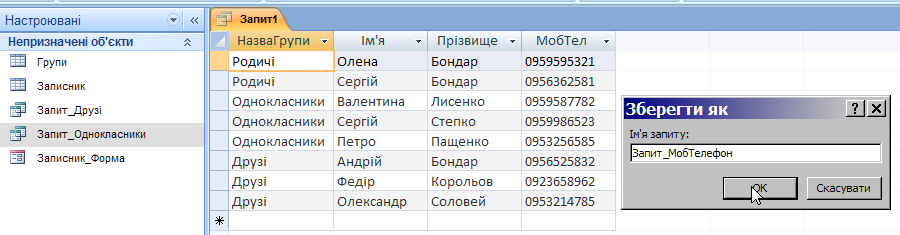 Настроювані
Непризначені об'єкти
Групи
Записник
Запит_Друзі
Запит_Однокласники
Записник_Форма
Запит1
НазваГрупи Ім'я Прізвище МобТел
Родичі Олена Бондар 0959595321
Родичі Сергій Бондар 0956362581
Однокласники Валентина Лисенко 0959587782
Однокласники Сергій Степко 0959986523
Однокласники Петро Пащенко 0953256585
Друзі Андрій Бондар 0956525832
Друзі Федір Корольов 0923658962
Друзі Олександр Соловей 0953214785
Зберегти як
Ім'я запиту:
Запит_МобТелефон
ОК Скасувати